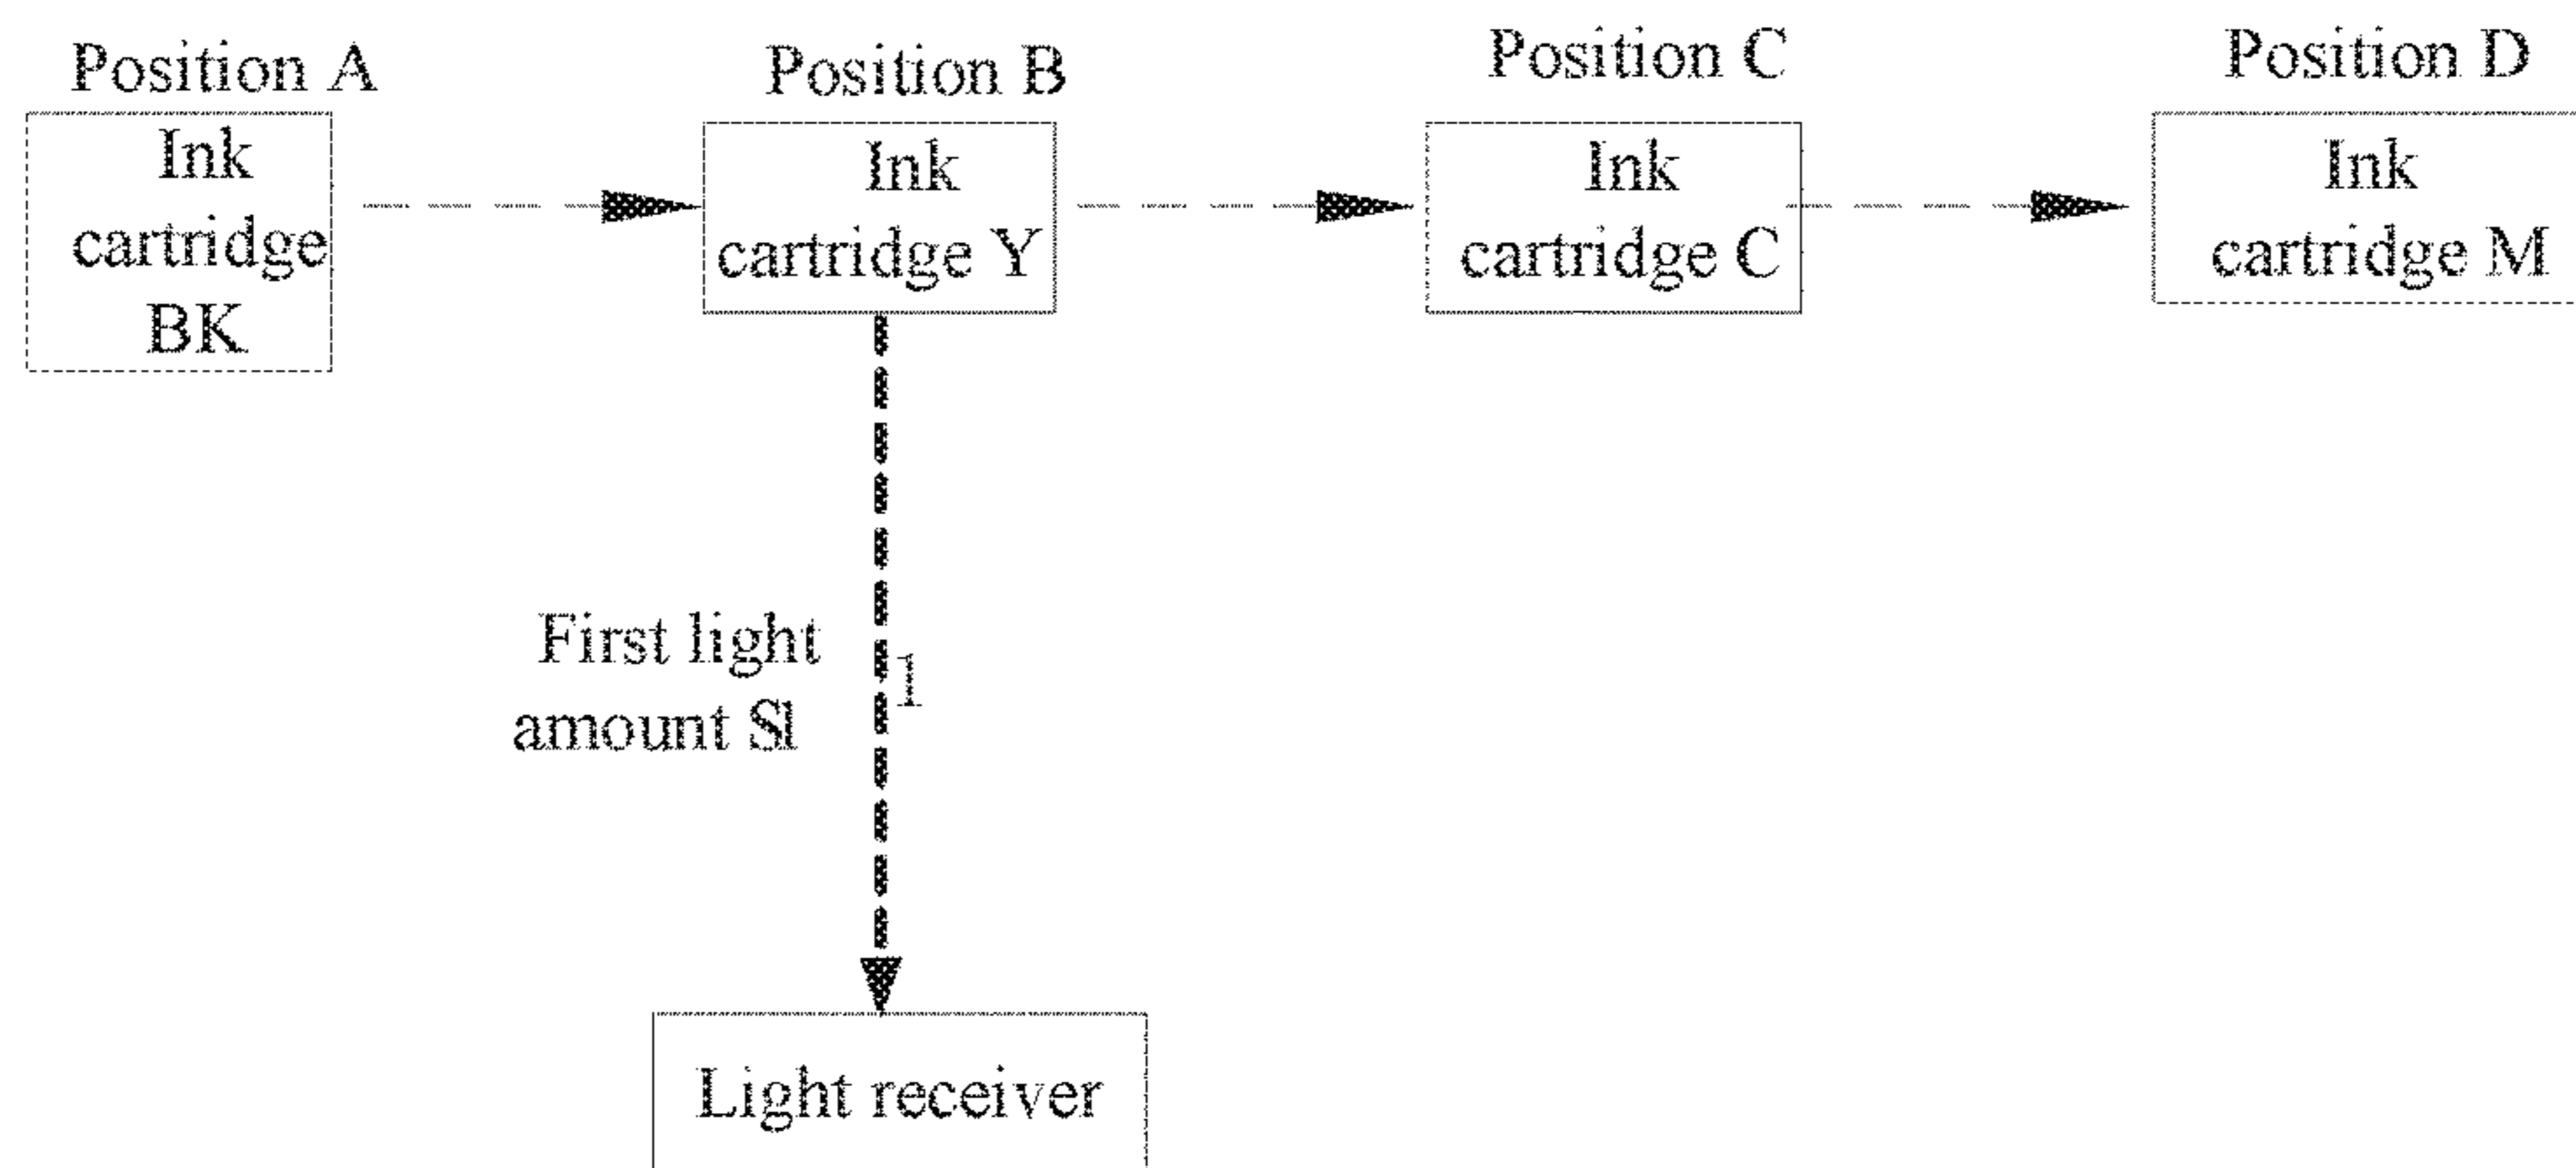 Position A
Ink
cartridge
BK
Position B
Ink
cartridge Y
Position C
Ink
cartridge C
Position D
Ink
cartridge M
First light
amount S1
1
Light receiver